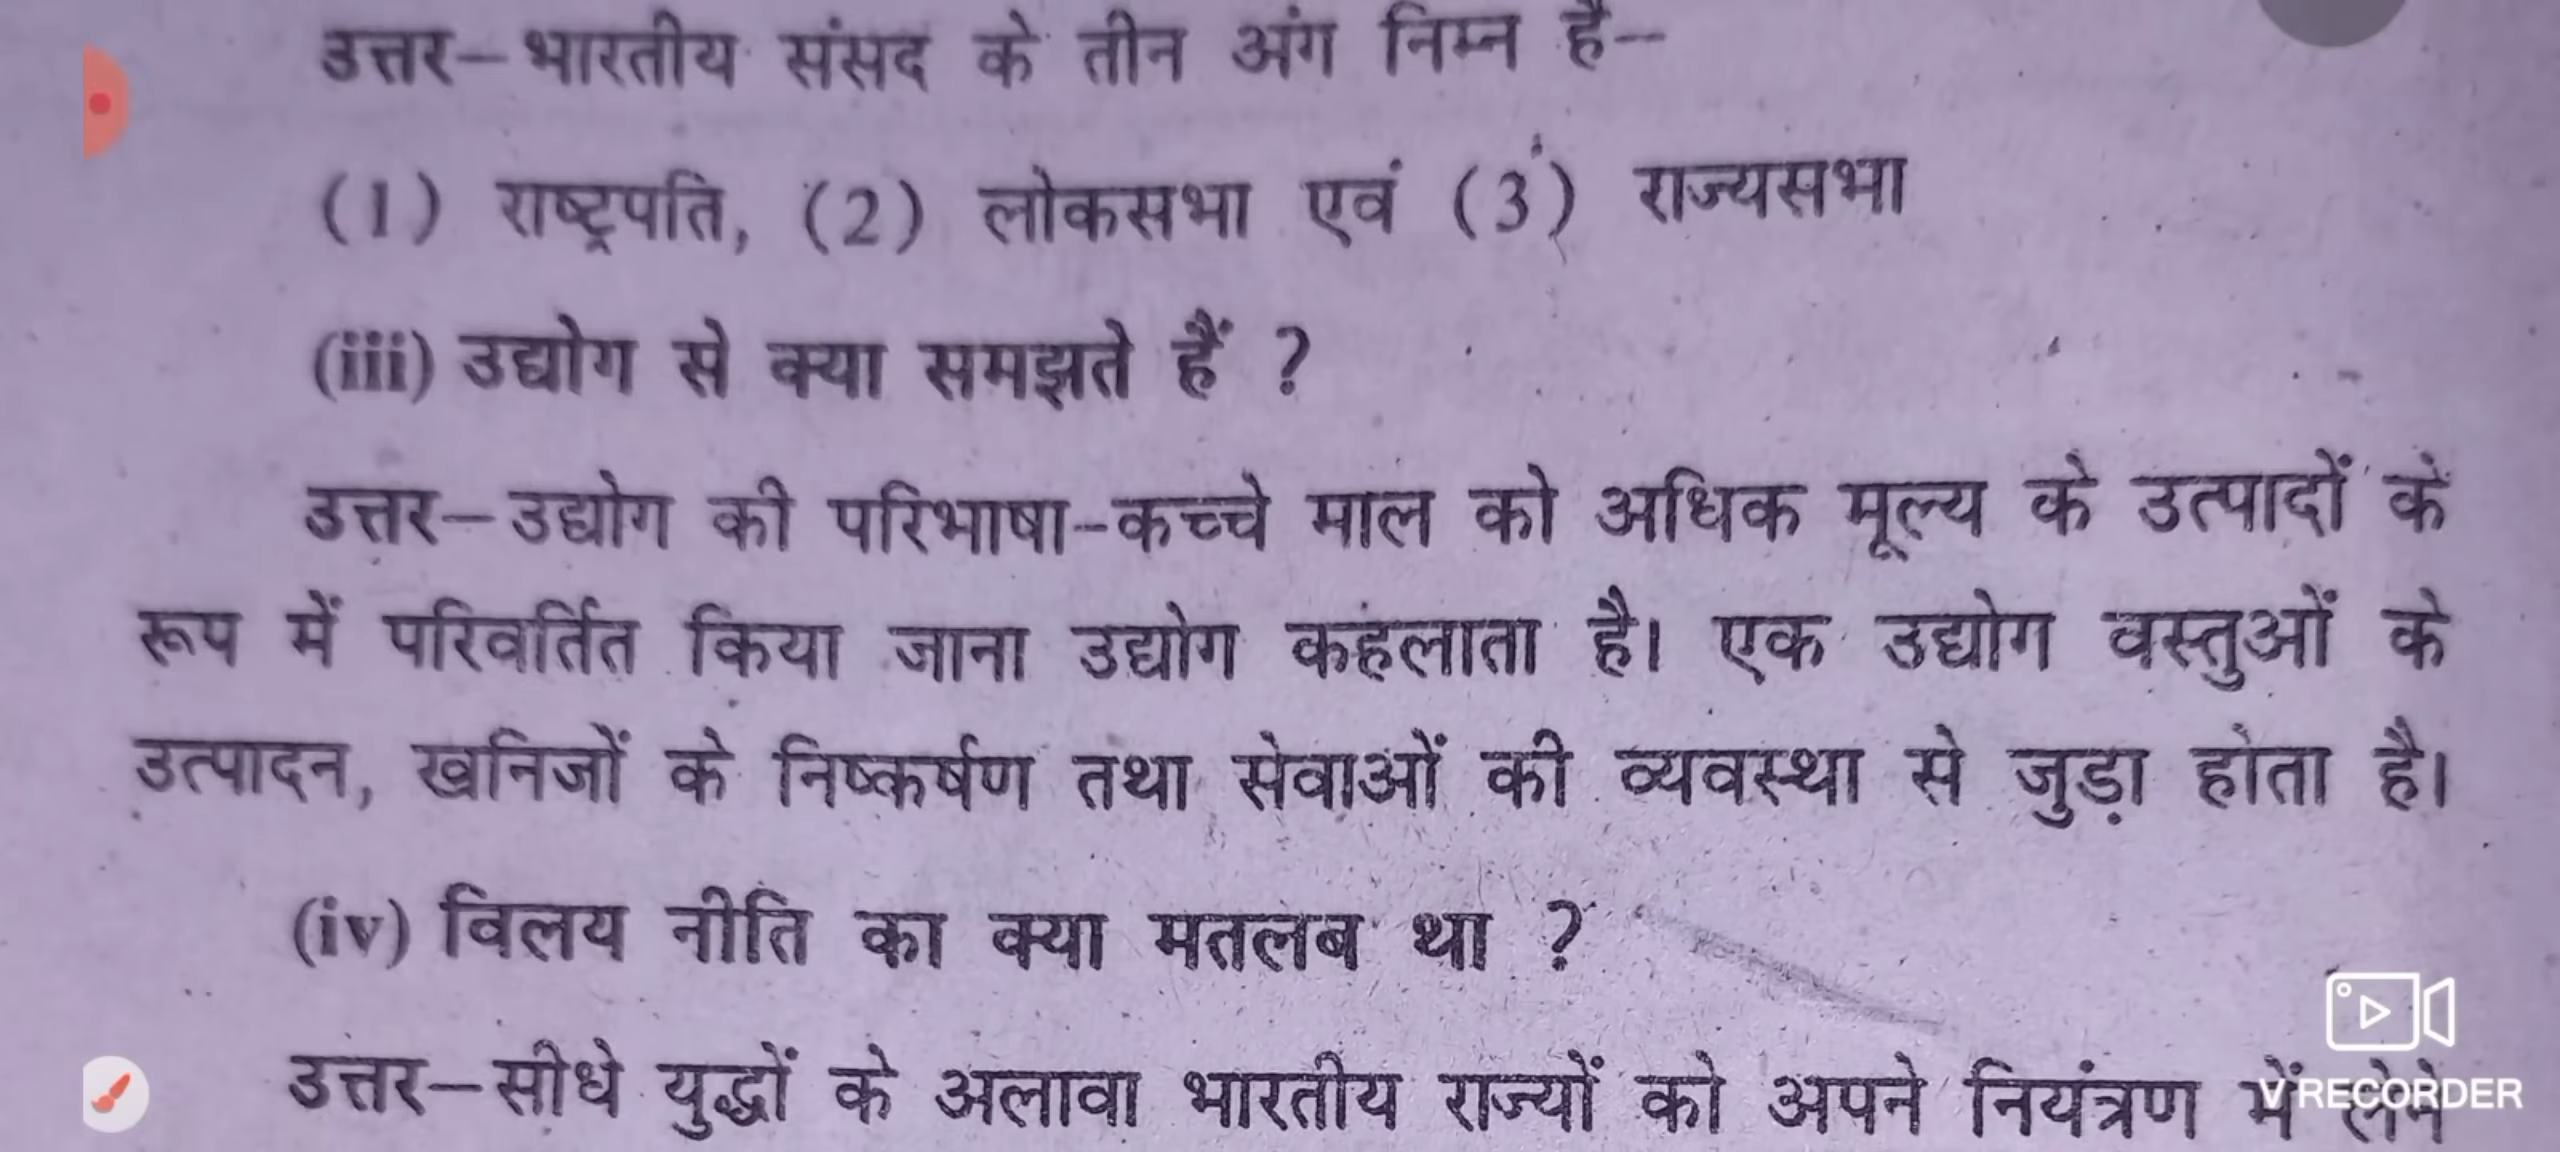 उत्तर–भारतीय संसद के तीन अंग निम्न हैं–
(1) राष्ट्रपति, (2) लोकसभा एवं (3) राज्यसभा
(iii) उद्योग से क्या समझते हैं ?
उत्तर–उद्योग की परिभाषा-कच्चे माल को अधिक मूल्य के उत्पादों के
रूप में परिवर्तित किया जाना उद्योग कहलाता है। एक उद्योग वस्तुओं के
उत्पादन, खनिजों के निष्कर्षण तथा सेवाओं की व्यवस्था से जुड़ा होता है।
(iv) विलय नीति का क्या मतलब था ?
उत्तर–सीधे युद्धों के अलावा भारतीय राज्यों को अपने नियंत्रण में लेने
V RECORDER